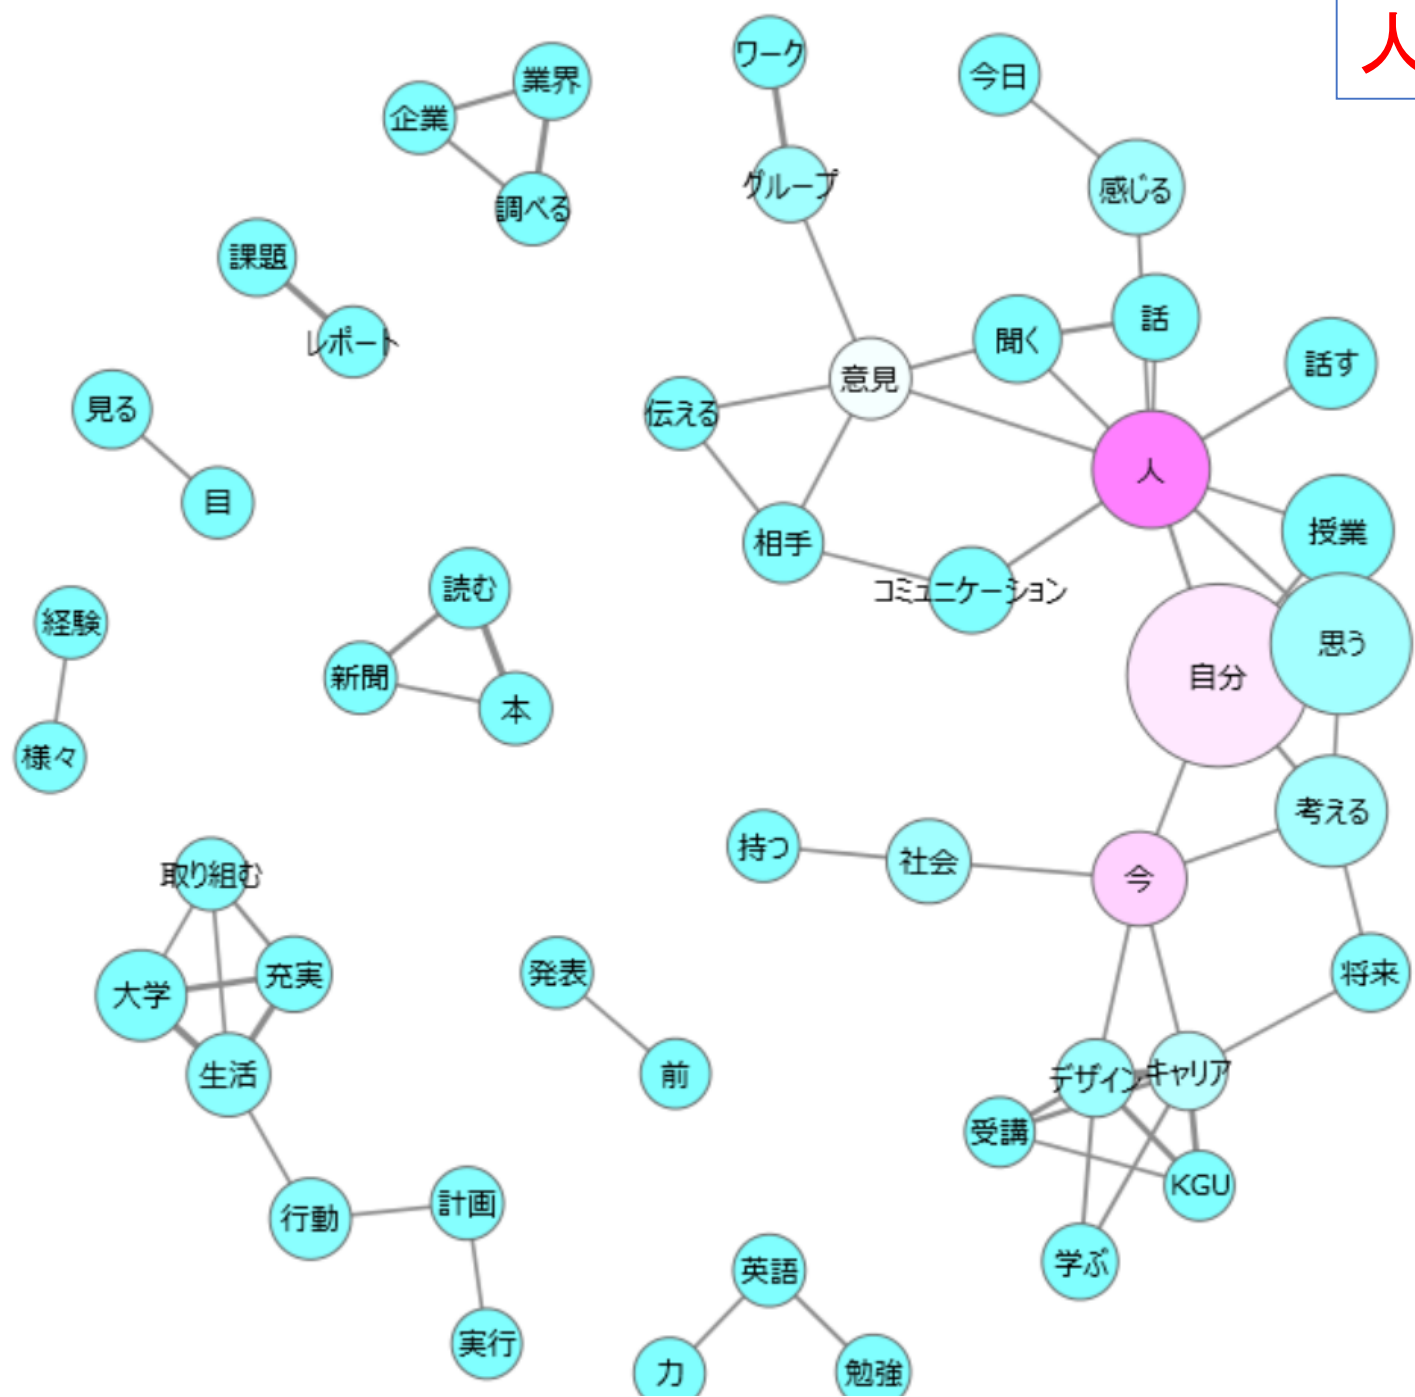 人
ワーク
今日
業界
企業
調べる
グループ
感じる
課題
レポート
聞く
話
話す
意見
見る
伝える
目
人
授業
相手
コミュニケーション
読む
経験
思う
新聞
自分
本
様々
持つ
社会
考える
今
取り組む
充実
大学
発表
将来
生活
前
デザイン
キャリア
受講
KGU
計画
行動
学ぶ
英語
実行
力
勉強